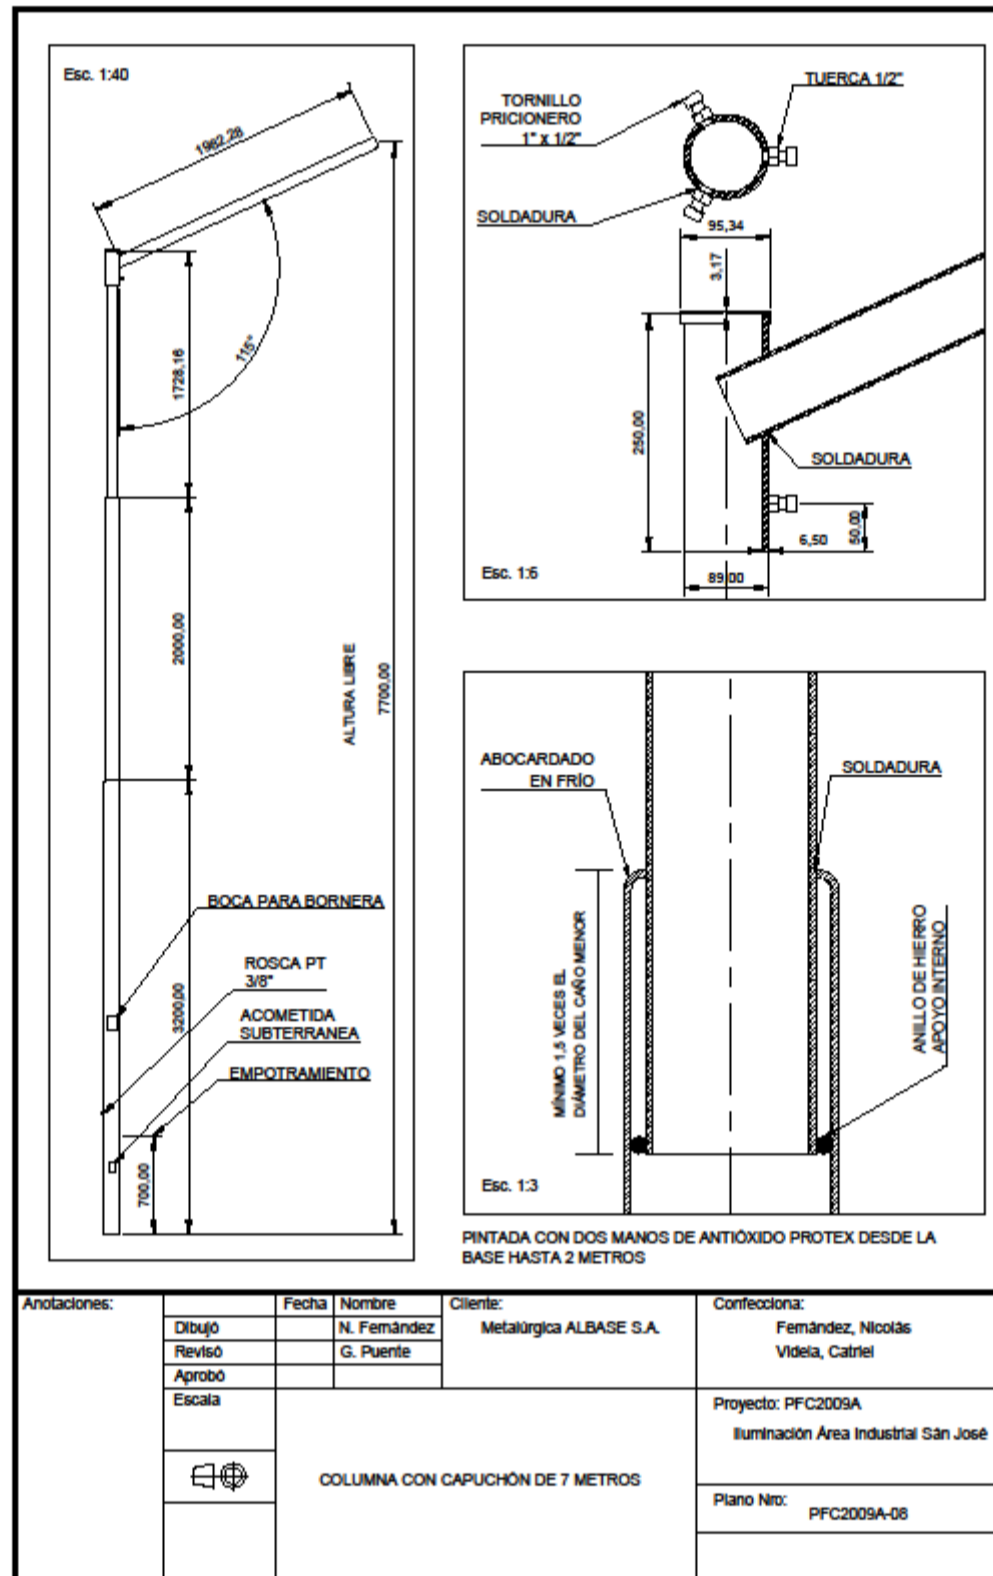 Esc. 1:40
1982.28
115°
1728,16
2000,00
ALTURA LIBRE
7700,00
BOCA PARA BORNERA
ROSCA PT
3/8"
3200,00
ACOMETIDA
SUBTERRANEA
EMPOTRAMIENTO
700,00
TORNILLO
PRICIONERO
1" x 1/2"
TUERCA 1/2"
SOLDADURA
95,34
3,17
250,00
SOLDADURA
50,00
6,50
89,00
Esc. 1:6
ABOCARDADO
EN FRÍO
SOLDADURA
MÍNIMO 1,5 VECES EL
DIÁMETRO DEL CAÑO MENOR
ANILLO DE HIERRO
APOYO INTERNO
Esc. 1:3
PINTADA CON DOS MANOS DE ANTIÓXIDO PROTEX DESDE LA
BASE HASTA 2 METROS
Anotaciones:
Fecha Nombre
Dibujó N. Fernández
Revisó G. Puente
Aprobó
Escala
Cliente:
Metalúrgica ALBASE S.A.
Confecciona:
Fernández, Nicolás
Videla, Catriel
Proyecto: PFC2009A
Iluminación Área Industrial Sán José
COLUMNA CON CAPUCHÓN DE 7 METROS
Plano Nro:
PFC2009A-08